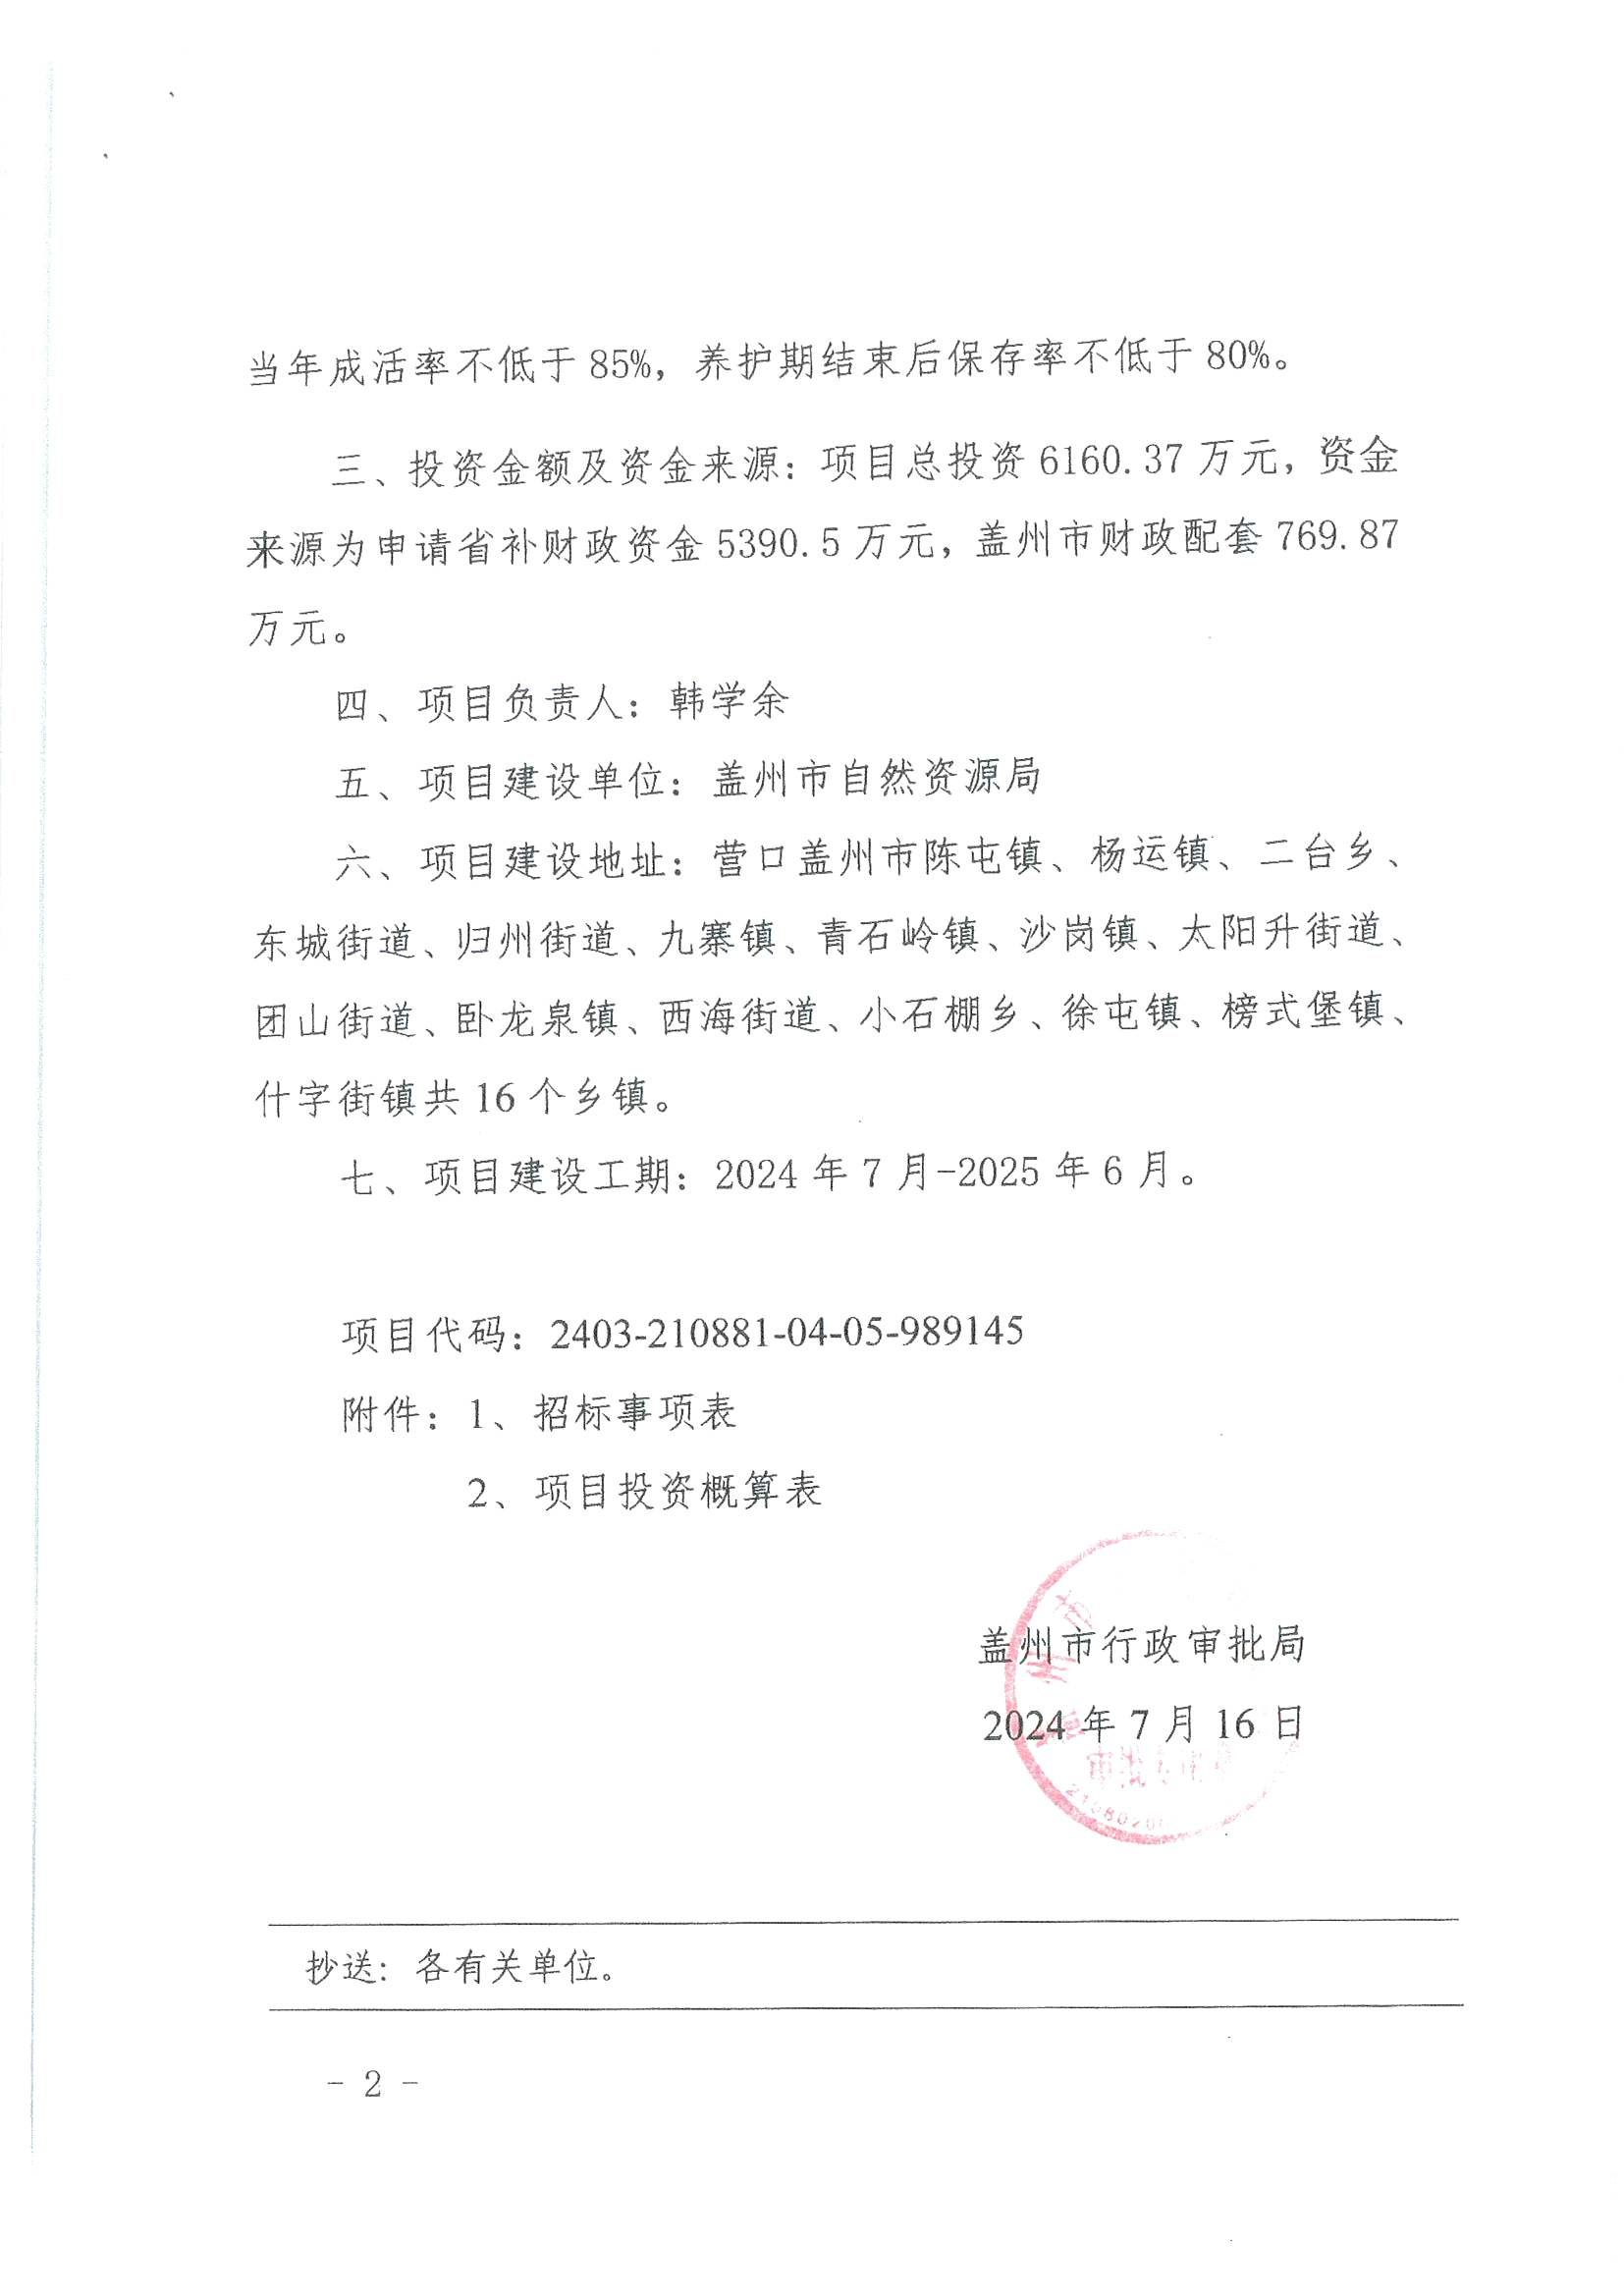 当年成活率不低于85%，养护期结束后保存率不低于80%。
三、投资金额及资金来源：项目总投资6160.37万元，资金
来源为申请省补财政资金5390.5万元，盖州市财政配套769.87
万元。
四、项目负责人：韩学余
五、项目建设单位：盖州市自然资源局
六、项目建设地址：营口盖州市陈屯镇、杨运镇、二台乡、
东城街道、归州街道、九寨镇、青石岭镇、沙岗镇、太阳升街道、
团山街道、卧龙泉镇、西海街道、小石棚乡、徐屯镇、榜式堡镇、
什字街镇共16个乡镇。
七、项目建设工期：2024年7月-2025年6月。
项目代码：2403-210881-04-05-989145
附件：1、招标事项表
2、项目投资概算表
盖州市行政审批局
2024年7月16日
抄送：各有关单位。
- 2 -